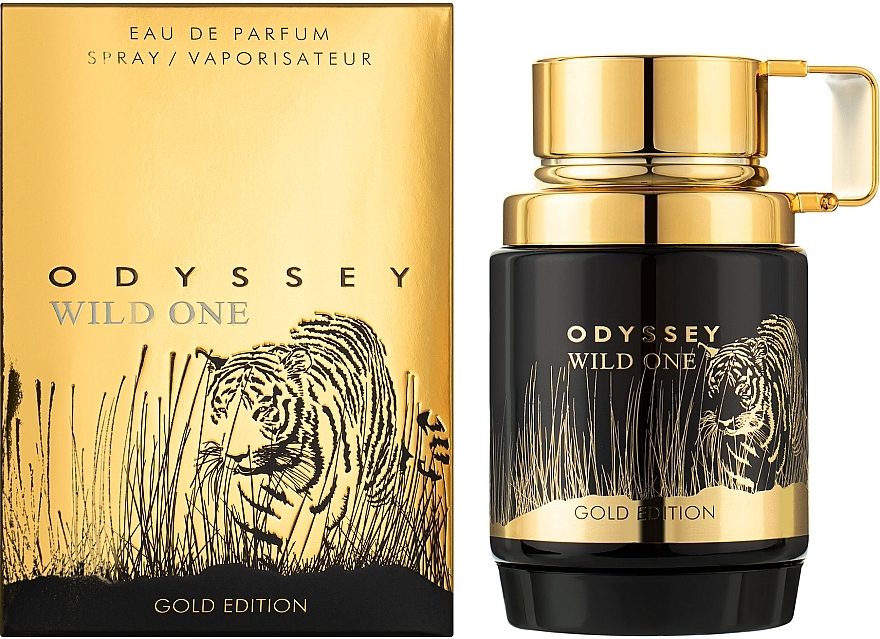 EAU DE PARFUM
SPRAY / VAPORISATEUR
ODYSSEY
WILD ONE
GOLD EDITION
ODYSSEY
WILD ONE
GOLD EDITION